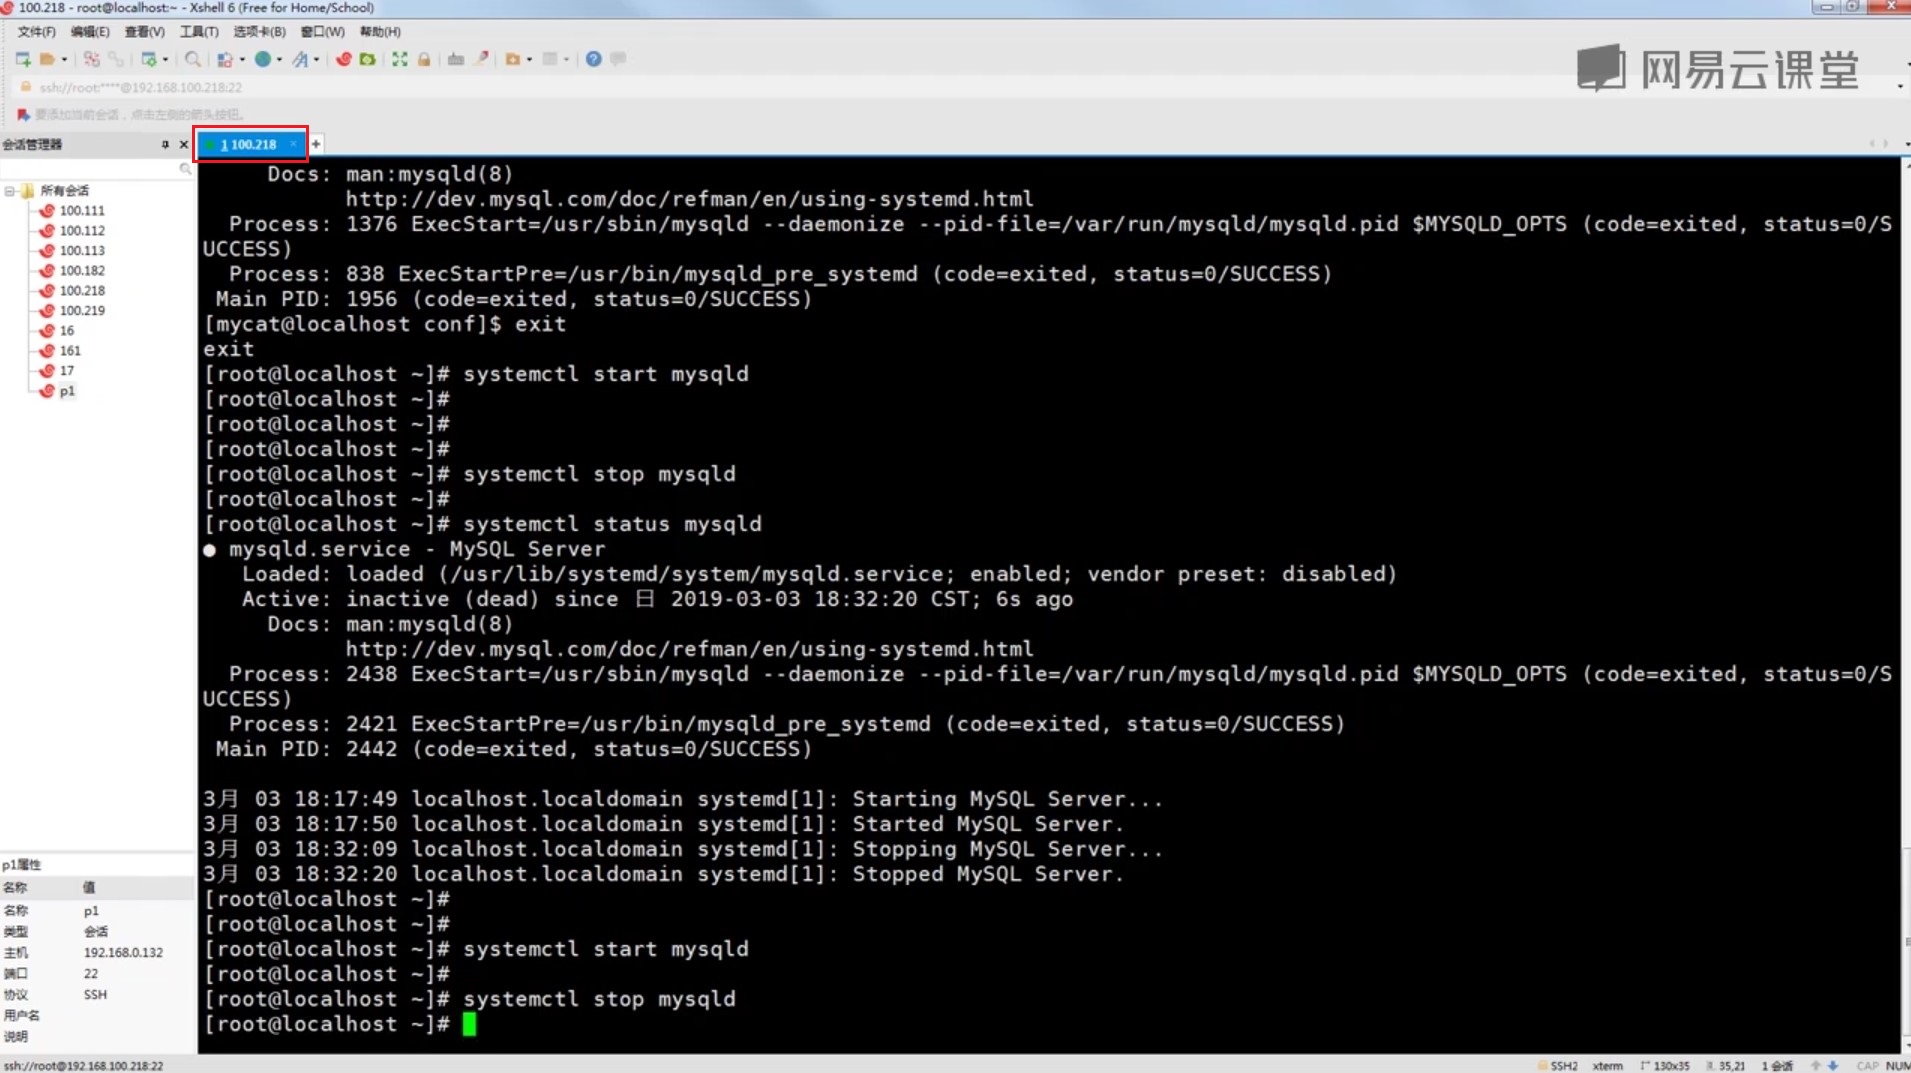 100.218 - root@localhost:~ - Xshell 6 (Free for Home/School)
文件(F) 编辑(E) 查看(V) 工具(T) 选项卡(B) 窗口(W) 帮助(H)
网易云课堂
ssh://root:****@192.168.100.218:22
要添加当前会话，点击左侧的箭头按钮。
会话管理器
1 100.218
所有会话
100.111
100.112
100.113
100.182
100.218
100.219
16
161
17
p1
Docs: man:mysqld(8)
http://dev.mysql.com/doc/refman/en/using-systemd.html
Process: 1376 ExecStart=/usr/sbin/mysqld --daemonize --pid-file=/var/run/mysqld/mysqld.pid $MYSQLD_OPTS (code=exited, status=0/S
UCCESS)
Process: 838 ExecStartPre=/usr/bin/mysqld_pre_systemd (code=exited, status=0/SUCCESS)
Main PID: 1956 (code=exited, status=0/SUCCESS)
[mycat@localhost conf]$ exit
exit
[root@localhost ~]# systemctl start mysqld
[root@localhost ~]#
[root@localhost ~]#
[root@localhost ~]#
[root@localhost ~]# systemctl stop mysqld
[root@localhost ~]#
[root@localhost ~]# systemctl status mysqld
● mysqld.service - MySQL Server
Loaded: loaded (/usr/lib/systemd/system/mysqld.service; enabled; vendor preset: disabled)
Active: inactive (dead) since 日 2019-03-03 18:32:20 CST; 6s ago
Docs: man:mysqld(8)
http://dev.mysql.com/doc/refman/en/using-systemd.html
Process: 2438 ExecStart=/usr/sbin/mysqld --daemonize --pid-file=/var/run/mysqld/mysqld.pid $MYSQLD_OPTS (code=exited, status=0/S
UCCESS)
Process: 2421 ExecStartPre=/usr/bin/mysqld_pre_systemd (code=exited, status=0/SUCCESS)
Main PID: 2442 (code=exited, status=0/SUCCESS)
3月 03 18:17:49 localhost.localdomain systemd[1]: Starting MySQL Server...
3月 03 18:17:50 localhost.localdomain systemd[1]: Started MySQL Server.
3月 03 18:32:09 localhost.localdomain systemd[1]: Stopping MySQL Server...
3月 03 18:32:20 localhost.localdomain systemd[1]: Stopped MySQL Server.
[root@localhost ~]#
[root@localhost ~]#
[root@localhost ~]# systemctl start mysqld
[root@localhost ~]#
[root@localhost ~]# systemctl stop mysqld
[root@localhost ~]#
p1属性
名称 值
名称 p1
类型 会话
主机 192.168.0.132
端口 22
协议 SSH
用户名
说明
ssh://root@192.168.100.218:22
SSH2 xterm 130x35 35,21 1 会话 CAP NUM